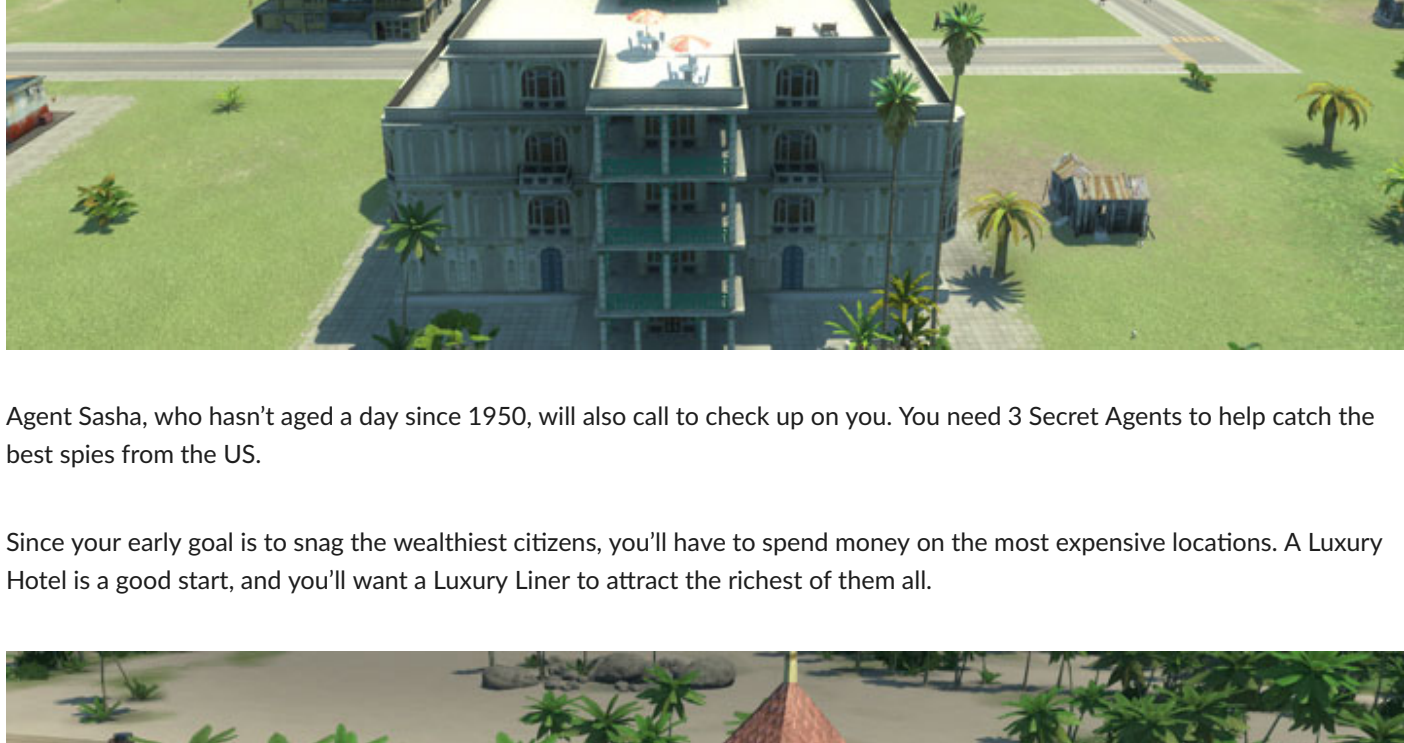 Agent Sasha, who hasn’t aged a day since 1950, will also call to check up on you. You need 3 Secret Agents to help catch the
best spies from the US.
Since your early goal is to snag the wealthiest citizens, you’ll have to spend money on the most expensive locations. A Luxury
Hotel is a good start, and you’ll want a Luxury Liner to attract the richest of them all.